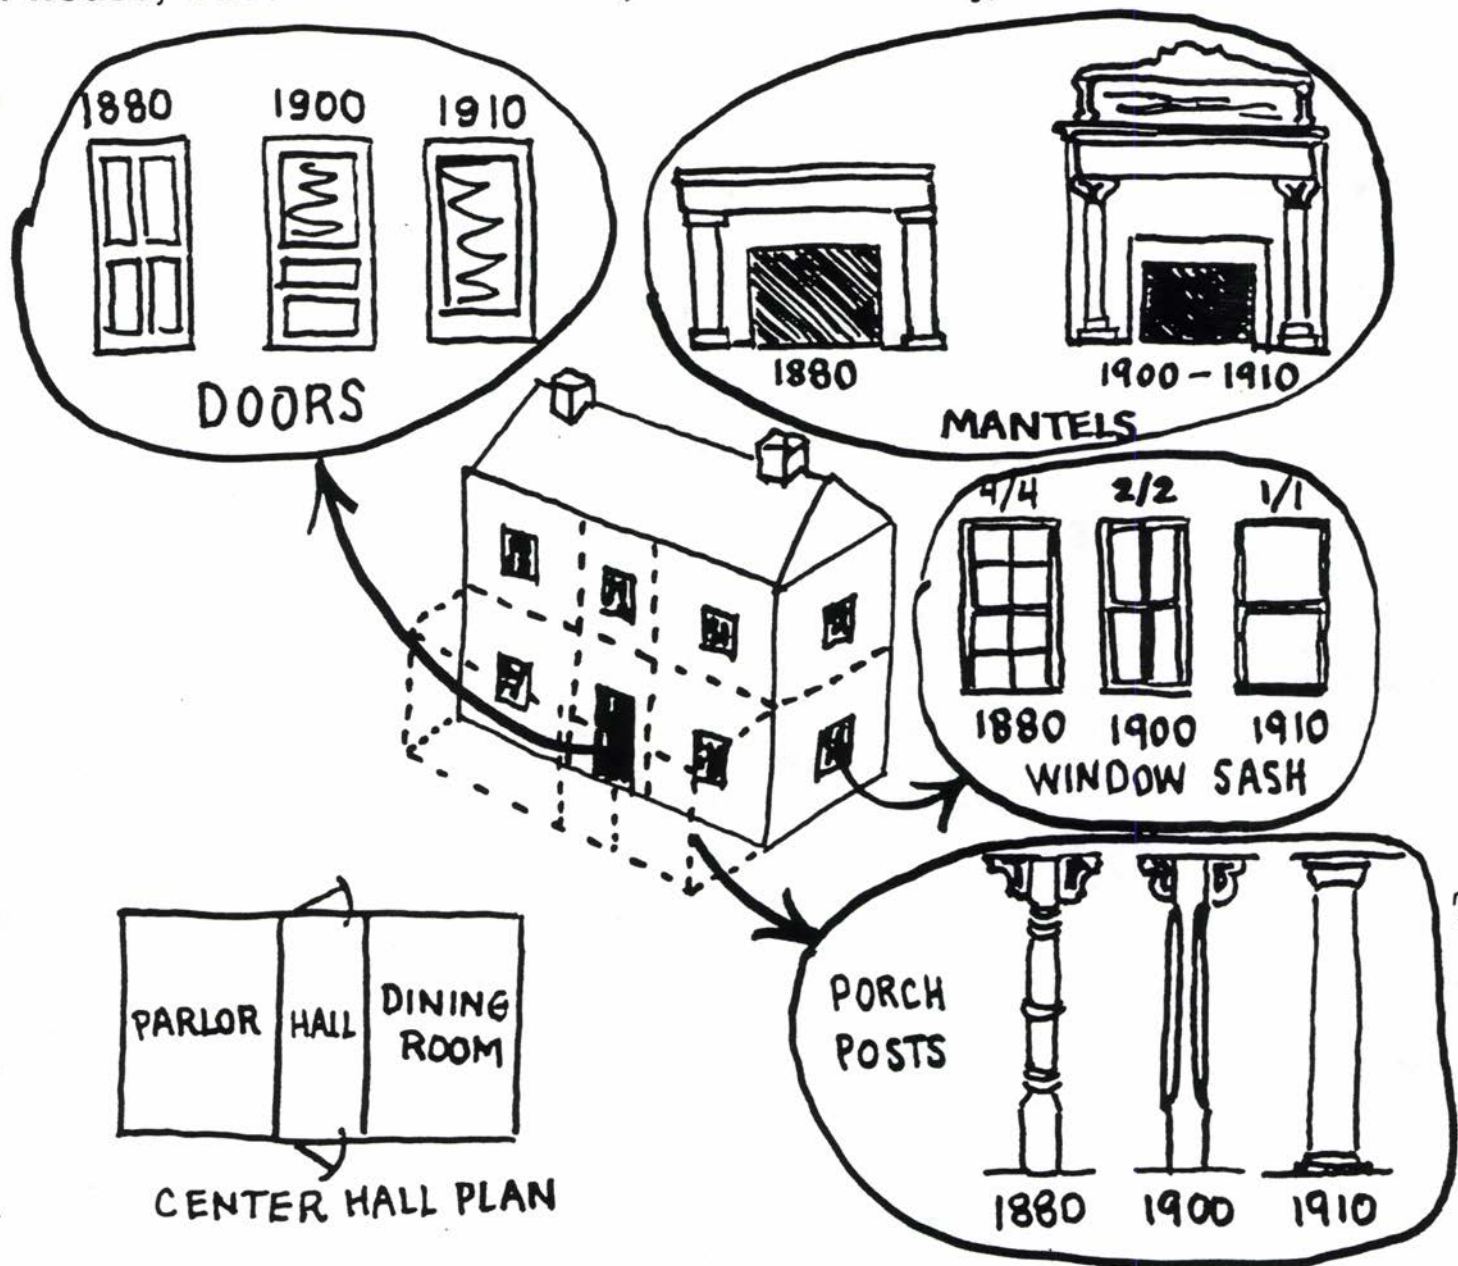 1880 1900 1910
DOORS
1880 1900-1910
MANTELS
4/4 2/2 1/1
1880 1900 1910
WINDOW SASH
PORCH
POSTS
1880 1900 1910
PARLOR HALL DINING
ROOM
CENTER HALL PLAN